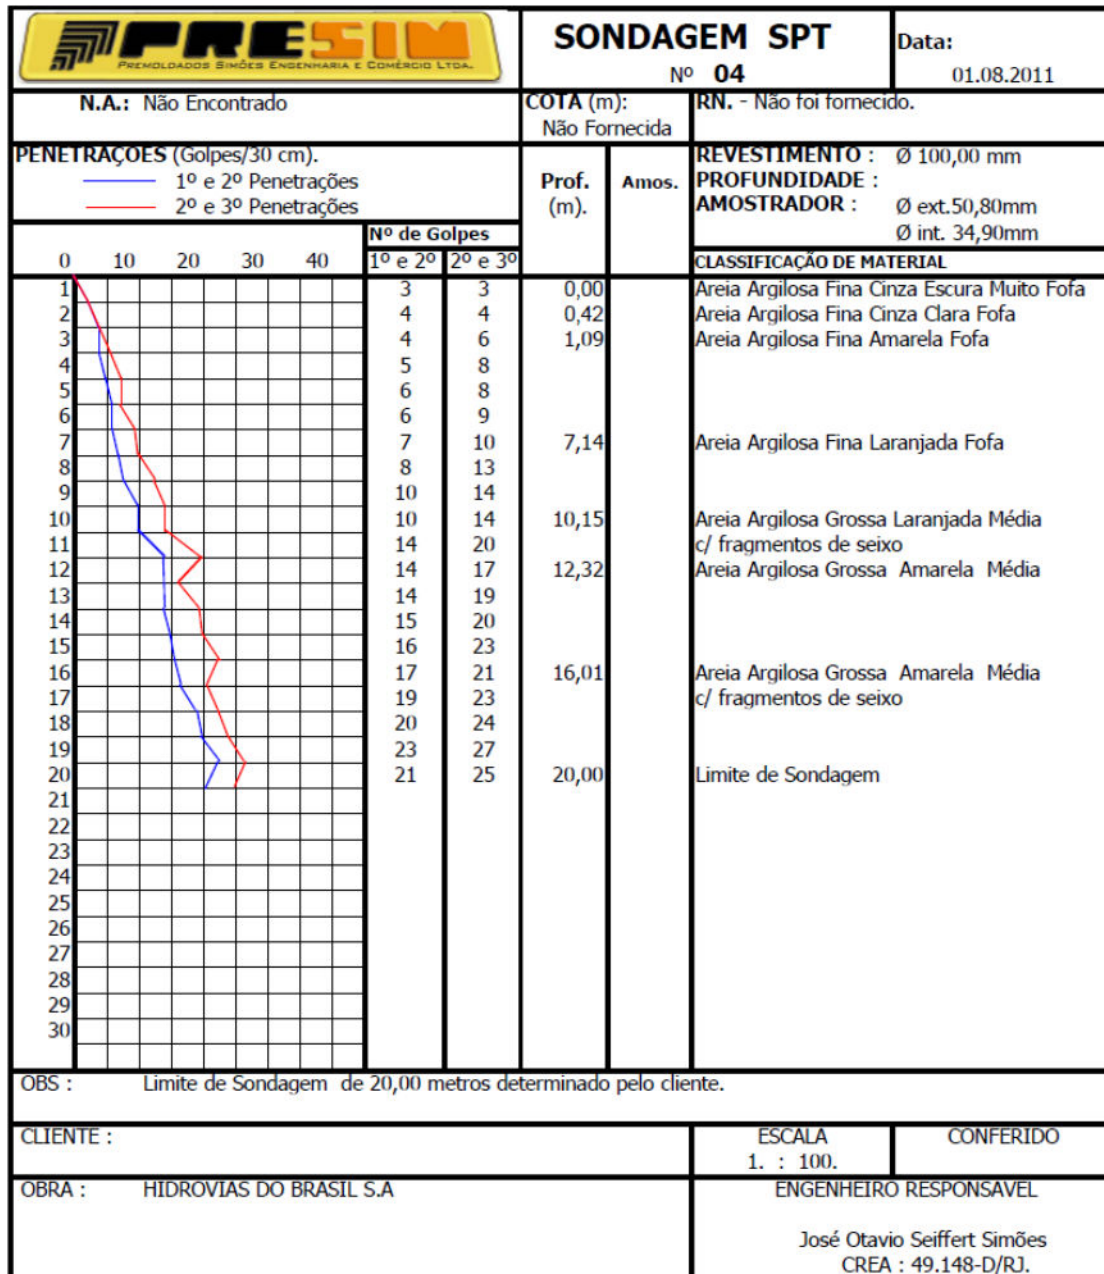 PRESIM
PREMOLDADOS SIMÕES ENGENHARIA E COMÉRCIO LTDA.
SONDAGEM SPT
Nº 04
Data:
01.08.2011
N.A.: Não Encontrado
COTA (m):
Não Fornecida
RN. - Não foi fornecido.
PENETRAÇOES (Golpes/30 cm).
1º e 2º Penetrações
2º e 3º Penetrações
Prof.
(m).
Amos.
REVESTIMENTO : Ø 100,00 mm
PROFUNDIDADE :
AMOSTRADOR : Ø ext.50,80mm
Ø int. 34,90mm
Nº de Golpes
0 10 20 30 40 1º e 2º 2º e 3º CLASSIFICAÇÃO DE MATERIAL
1 3 3 0,00 Areia Argilosa Fina Cinza Escura Muito Fofa
2 4 4 0,42 Areia Argilosa Fina Cinza Clara Fofa
3 4 6 1,09 Areia Argilosa Fina Amarela Fofa
4 5 8
5 6 8
6 6 9
7 7 10 7,14 Areia Argilosa Fina Laranjada Fofa
8 8 13
9 10 14
10 10 14 10,15 Areia Argilosa Grossa Laranjada Média
11 14 20 c/ fragmentos de seixo
12 14 17 12,32 Areia Argilosa Grossa Amarela Média
13 14 19
14 15 20
15 16 23
16 17 21 16,01 Areia Argilosa Grossa Amarela Média
17 19 23 c/ fragmentos de seixo
18 20 24
19 23 27
20 21 25 20,00 Limite de Sondagem
21
22
23
24
25
26
27
28
29
30
OBS : Limite de Sondagem de 20,00 metros determinado pelo cliente.
CLIENTE :
ESCALA
1. : 100.
CONFERIDO
OBRA : HIDROVIAS DO BRASIL S.A
ENGENHEIRO RESPONSAVEL
José Otavio Seiffert Simões
CREA : 49.148-D/RJ.